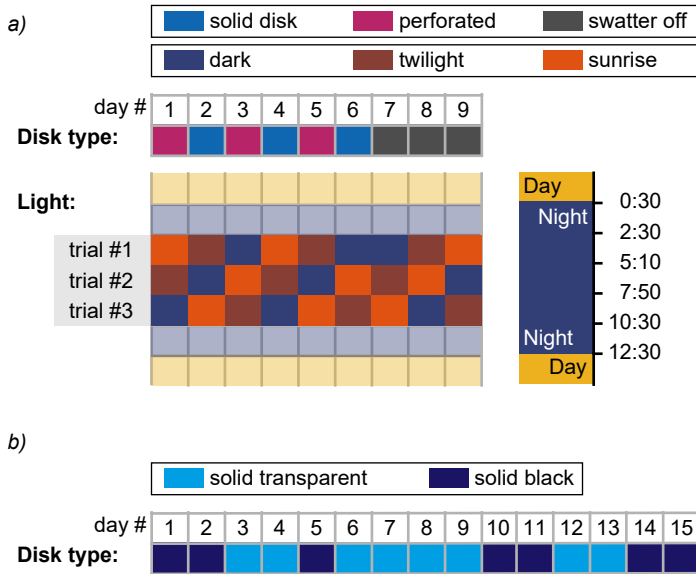 a)
solid disk perforated swatter off
dark twilight sunrise
day # 1 2 3 4 5 6 7 8 9
Disk type:
Light:
trial #1
trial #2
trial #3
Day
Night
0:30
2:30
5:10
7:50
10:30
12:30
Night
Day
b)
solid transparent solid black
day # 1 2 3 4 5 6 7 8 9 10 11 12 13 14 15
Disk type: